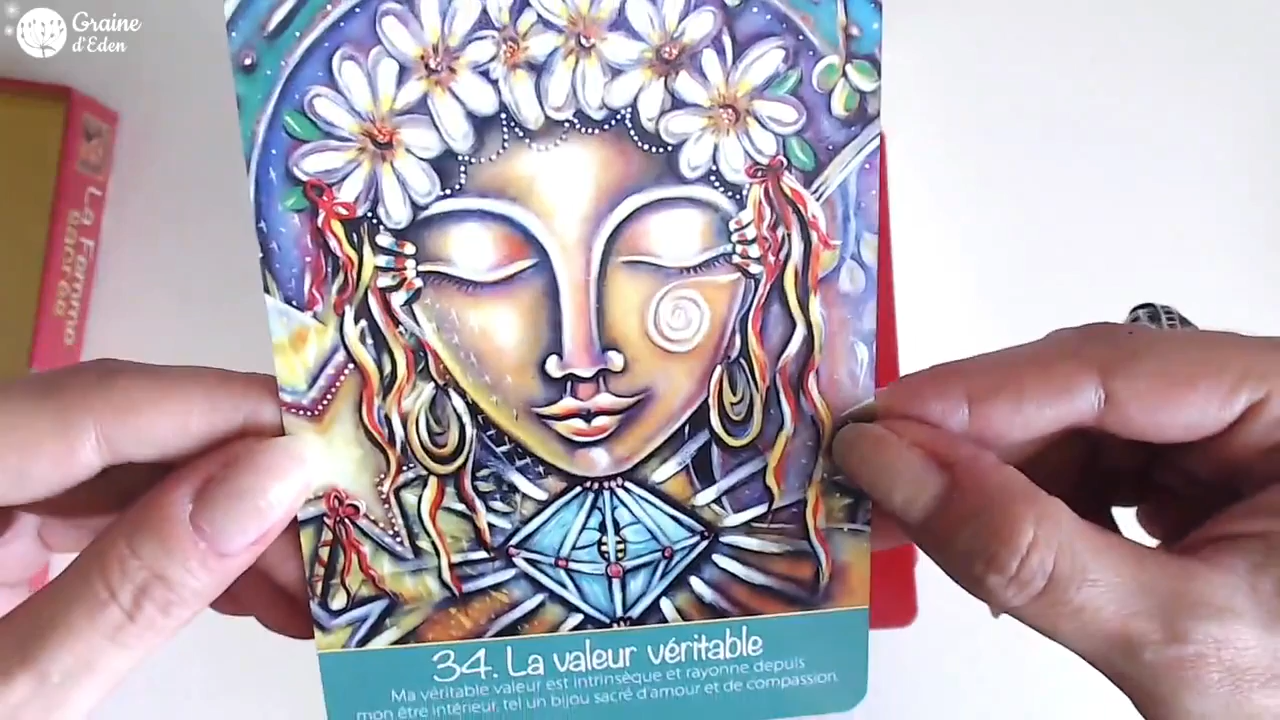 Graine
d'Eden
La Femme
Sacrée
34. La valeur véritable
Ma véritable valeur est intrinsèque et rayonne depuis
mon être intérieur, tel un bijou sacré d'amour et de compassion.